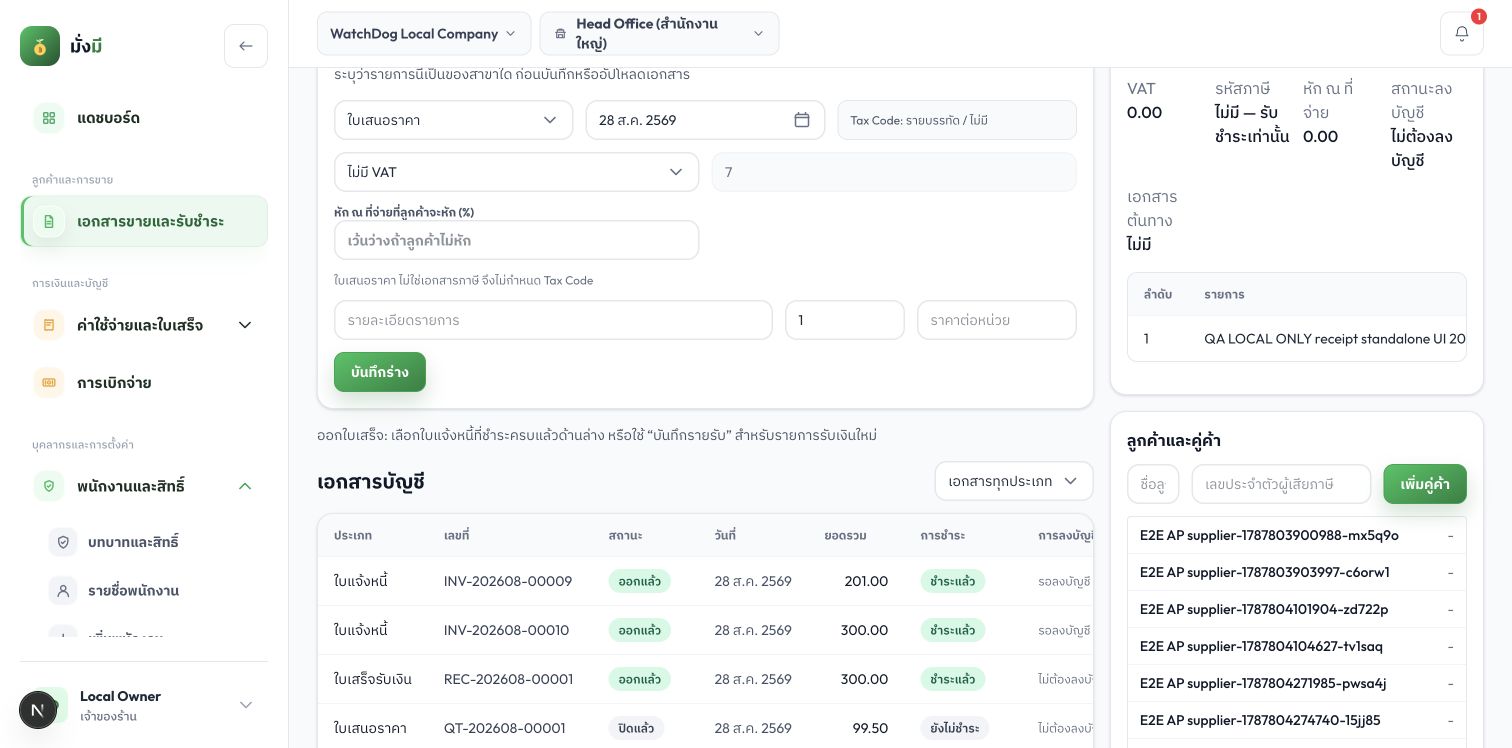 มั่งมี
แดชบอร์ด
ลูกค้าและการขาย
เอกสารขายและรับชำระ
การเงินและบัญชี
ค่าใช้จ่ายและใบเสร็จ
การเบิกจ่าย
บุคลากรและการตั้งค่า
พนักงานและสิทธิ์
บทบาทและสิทธิ์
รายชื่อพนักงาน
N
Local Owner
เจ้าของร้าน
WatchDog Local Company
Head Office (สำนักงาน
ใหญ่)
1
ระบุว่ารายการนี้เป็นของสาขาใด ก่อนบันทึกหรืออัปโหลดเอกสาร
ใบเสนอราคา
28 ส.ค. 2569
Tax Code: รายบรรทัด / ไม่มี
ไม่มี VAT
7
หัก ณ ที่จ่ายที่ลูกค้าจะหัก (%)
เว้นว่างถ้าลูกค้าไม่หัก
ใบเสนอราคา ไม่ใช่เอกสารภาษี จึงไม่กำหนด Tax Code
รายละเอียดรายการ
1
ราคาต่อหน่วย
บันทึกร่าง
ออกใบเสร็จ: เลือกใบแจ้งหนี้ที่ชำระครบแล้วด้านล่าง หรือใช้ “บันทึกรายรับ” สำหรับรายการรับเงินใหม่
เอกสารบัญชี
เอกสารทุกประเภท
ประเภท เลขที่ สถานะ วันที่ ยอดรวม การชำระ การลงบัญชี
ใบแจ้งหนี้ INV-202608-00009 ออกแล้ว 28 ส.ค. 2569 201.00 ชำระแล้ว รอลงบัญชี
ใบแจ้งหนี้ INV-202608-00010 ออกแล้ว 28 ส.ค. 2569 300.00 ชำระแล้ว รอลงบัญชี
ใบเสร็จรับเงิน REC-202608-00001 ออกแล้ว 28 ส.ค. 2569 300.00 ชำระแล้ว ไม่ต้องลงบั
ใบเสนอราคา QT-202608-00001 ปิดแล้ว 28 ส.ค. 2569 99.50 ยังไม่ชำระ ไม่ต้องลงบั
VAT
0.00
รหัสภาษี
ไม่มี — รับ
ชำระเท่านั้น
หัก ณ ที่
จ่าย
0.00
สถานะลง
บัญชี
ไม่ต้องลง
บัญชี
เอกสาร
ต้นทาง
ไม่มี
ลำดับ รายการ
1 QA LOCAL ONLY receipt standalone UI 20
ลูกค้าและคู่ค้า
ชื่อลู
เลขประจำตัวผู้เสียภาษี
เพิ่มคู่ค้า
E2E AP supplier-1787803900988-mx5q9o -
E2E AP supplier-1787803903997-c6orw1 -
E2E AP supplier-1787804101904-zd722p -
E2E AP supplier-1787804104627-tv1saq -
E2E AP supplier-1787804271985-pwsa4j -
E2E AP supplier-1787804274740-15jj85 -